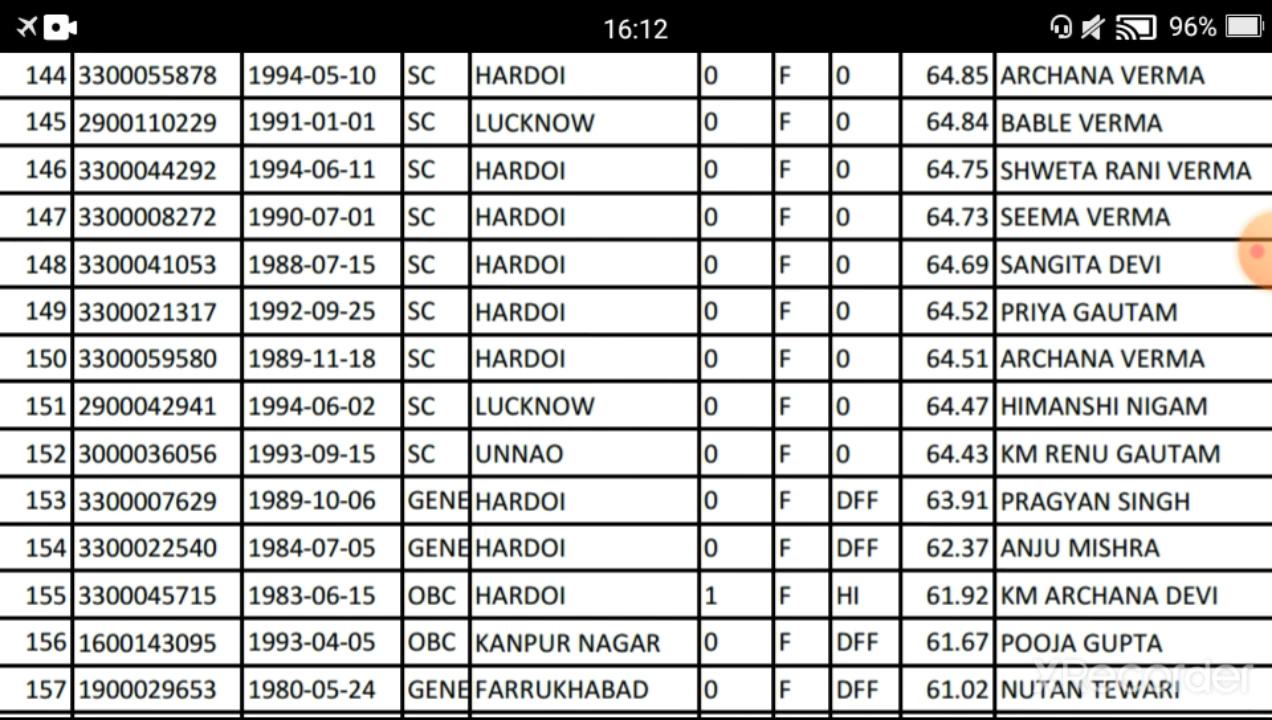 16:12 96%
144 3300055878 1994-05-10 SC HARDOI 0 F 0 64.85 ARCHANA VERMA
145 2900110229 1991-01-01 SC LUCKNOW 0 F 0 64.84 BABLE VERMA
146 3300044292 1994-06-11 SC HARDOI 0 F 0 64.75 SHWETA RANI VERMA
147 3300008272 1990-07-01 SC HARDOI 0 F 0 64.73 SEEMA VERMA
148 3300041053 1988-07-15 SC HARDOI 0 F 0 64.69 SANGITA DEVI
149 3300021317 1992-09-25 SC HARDOI 0 F 0 64.52 PRIYA GAUTAM
150 3300059580 1989-11-18 SC HARDOI 0 F 0 64.51 ARCHANA VERMA
151 2900042941 1994-06-02 SC LUCKNOW 0 F 0 64.47 HIMANSHI NIGAM
152 3000036056 1993-09-15 SC UNNAO 0 F 0 64.43 KM RENU GAUTAM
153 3300007629 1989-10-06 GENE HARDOI 0 F DFF 63.91 PRAGYAN SINGH
154 3300022540 1984-07-05 GENE HARDOI 0 F DFF 62.37 ANJU MISHRA
155 3300045715 1983-06-15 OBC HARDOI 1 F HI 61.92 KM ARCHANA DEVI
156 1600143095 1993-04-05 OBC KANPUR NAGAR 0 F DFF 61.67 POOJA GUPTA
157 1900029653 1980-05-24 GENE FARRUKHABAD 0 F DFF 61.02 NUTAN TEWARI
XRecorder